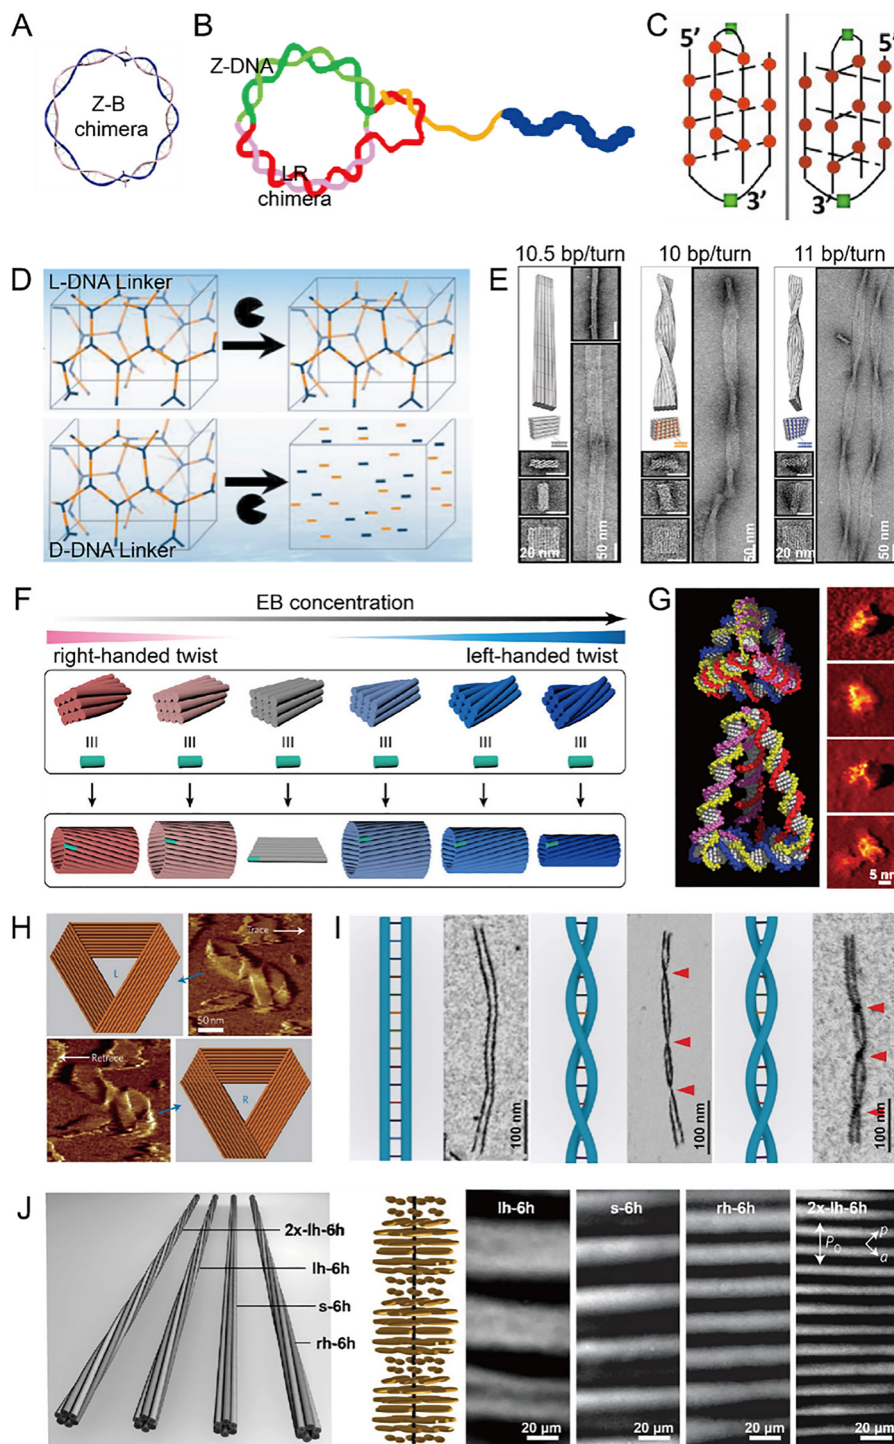 A
Z-B
chimera
B
Z-DNA
LR
chimera
C
5'
3'
5'
3'
D
L-DNA Linker
D-DNA Linker
E
10.5 bp/turn
10 bp/turn
11 bp/turn
20 nm
50 nm
50 nm
20 nm
50 nm
F
EB concentration
right-handed twist
left-handed twist
G
5 nm
H
L
Trace
50 nm
Retrace
R
I
100 nm
100 nm
100 nm
J
2x-lh-6h
lh-6h
s-6h
rh-6h
lh-6h
s-6h
rh-6h
2x-lh-6h
P0
p
a
20 µm
20 µm
20 µm
20 µm